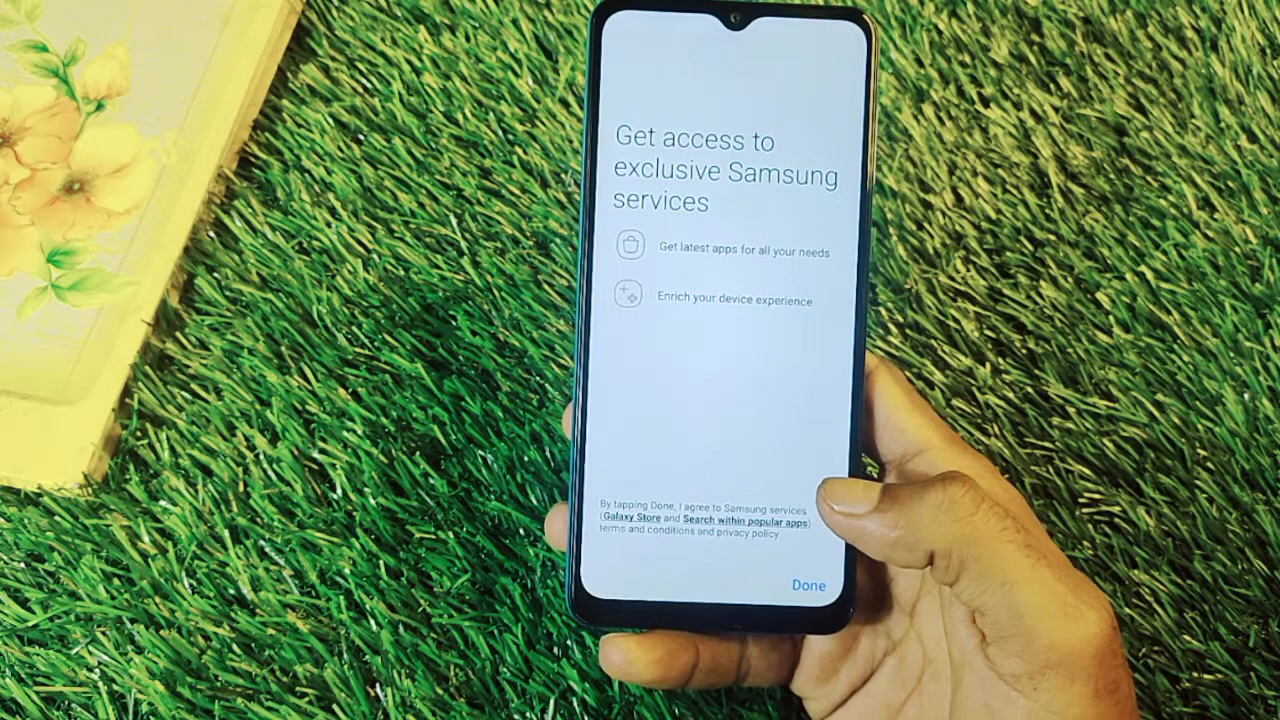 Get access to
exclusive Samsung
services
Get latest apps for all your needs
Enrich your device experience
By tapping Done, I agree to Samsung services
(Galaxy Store and Search within popular apps)
terms and conditions and privacy policy
Done